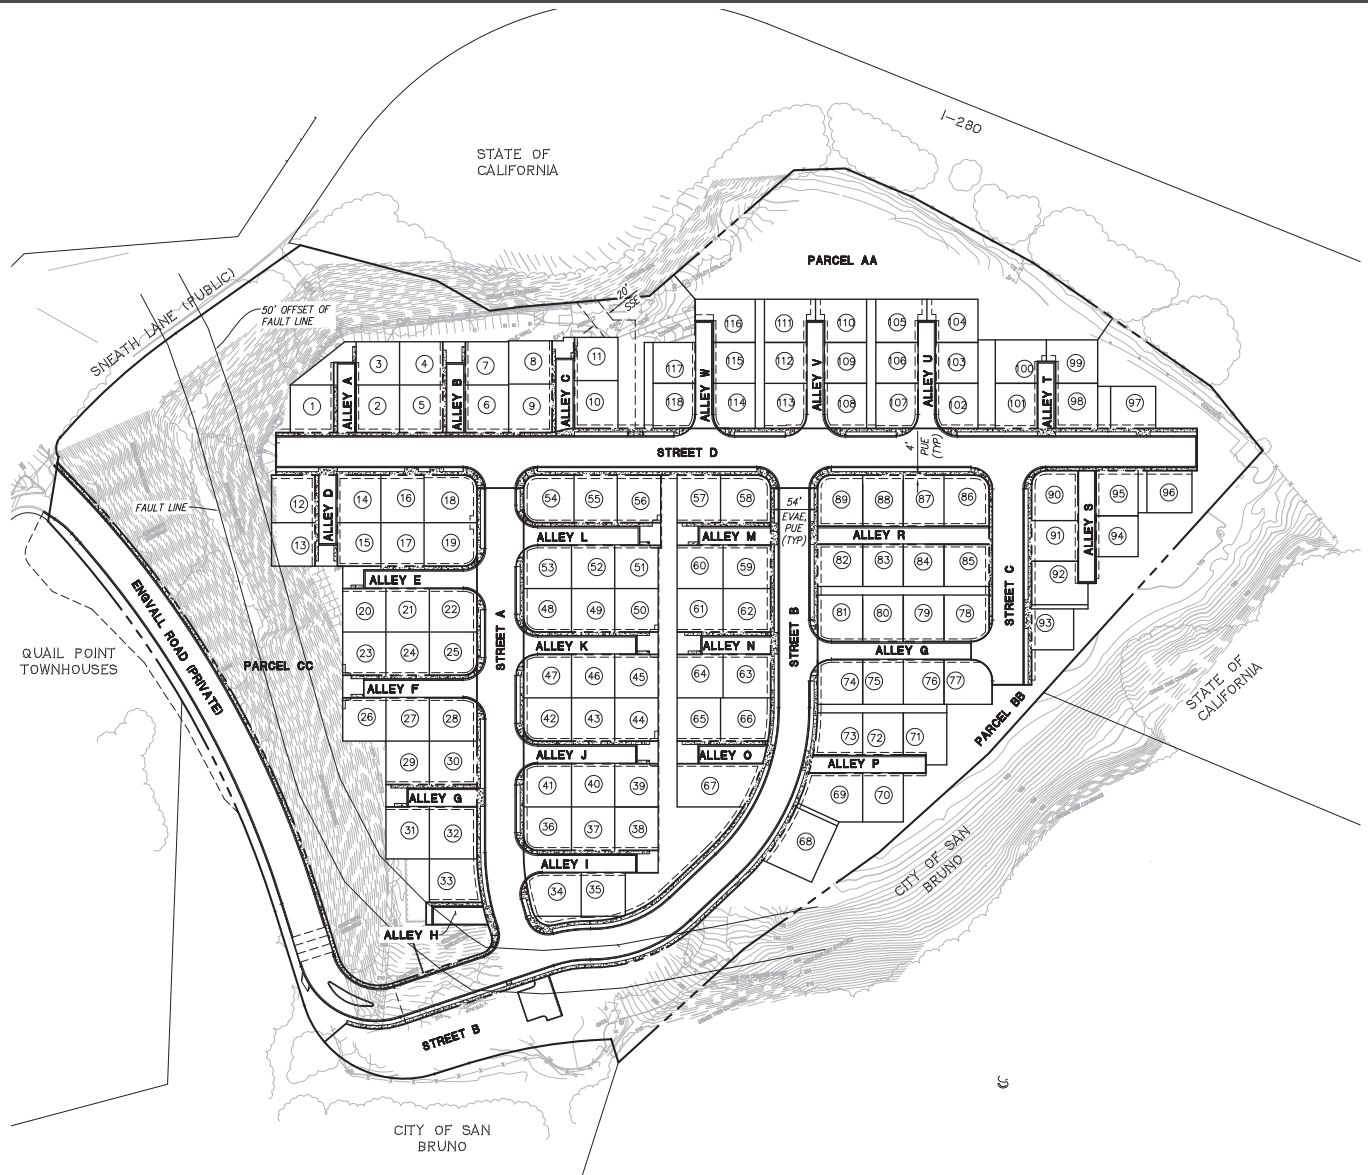 I-280
STATE OF
CALIFORNIA
PARCEL AA
SNEATH LANE (PUBLIC)
50' OFFSET OF
FAULT LINE
20'
SSE
116
111
110
105
104
3
4
7
8
11
117
115
112
109
106
103
100
99
1
2
5
6
9
10
118
114
113
108
107
102
101
98
97
ALLEY A
ALLEY B
ALLEY C
ALLEY W
ALLEY V
ALLEY U
ALLEY T
STREET D
4'
PUE
(TYP)
12
14
16
18
54
55
56
57
58
89
88
87
86
90
95
96
ALLEY D
FAULT LINE
54'
EVAE,
PUE
(TYP)
13
15
17
19
ALLEY L
ALLEY M
ALLEY R
91
ALLEY S
94
ALLEY E
53
52
51
60
59
82
83
84
85
92
20
21
22
48
49
50
61
62
81
80
79
78
93
STREET A
STREET B
STREET C
ENGVALL ROAD (PRIVATE)
QUAIL POINT
TOWNHOUSES
PARCEL CC
23
24
25
ALLEY K
ALLEY N
ALLEY Q
ALLEY F
47
46
45
64
63
74
75
76
77
STATE OF
CALIFORNIA
PARCEL BB
26
27
28
42
43
44
65
66
73
72
71
29
30
ALLEY J
ALLEY O
ALLEY P
ALLEY G
41
40
39
67
69
70
31
32
36
37
38
68
ALLEY I
33
34
35
CITY OF SAN
BRUNO
ALLEY H
STREET B
CITY OF SAN
BRUNO